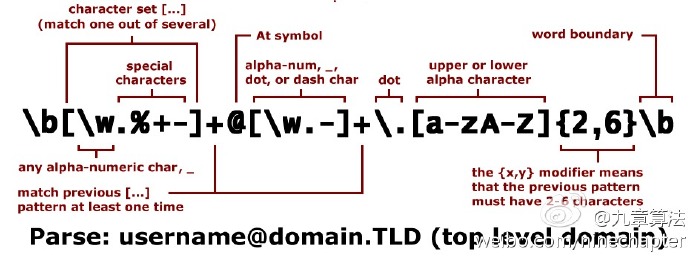 character set [...]
(match one out of several)
At symbol
word boundary
special
characters
alpha-num, _,
dot, or dash char
dot
upper or lower
alpha character
\b[\w.%+-]+@[\w.-]+\.[a-zA-Z]{2,6}\b
any alpha-numeric char, _
match previous [...]
pattern at least one time
the {x,y} modifier means
that the previous pattern
must have 2-6 characters
@九章算法
Parse: username@domain.TLD (top level domain)
weibo.com/ninechapter